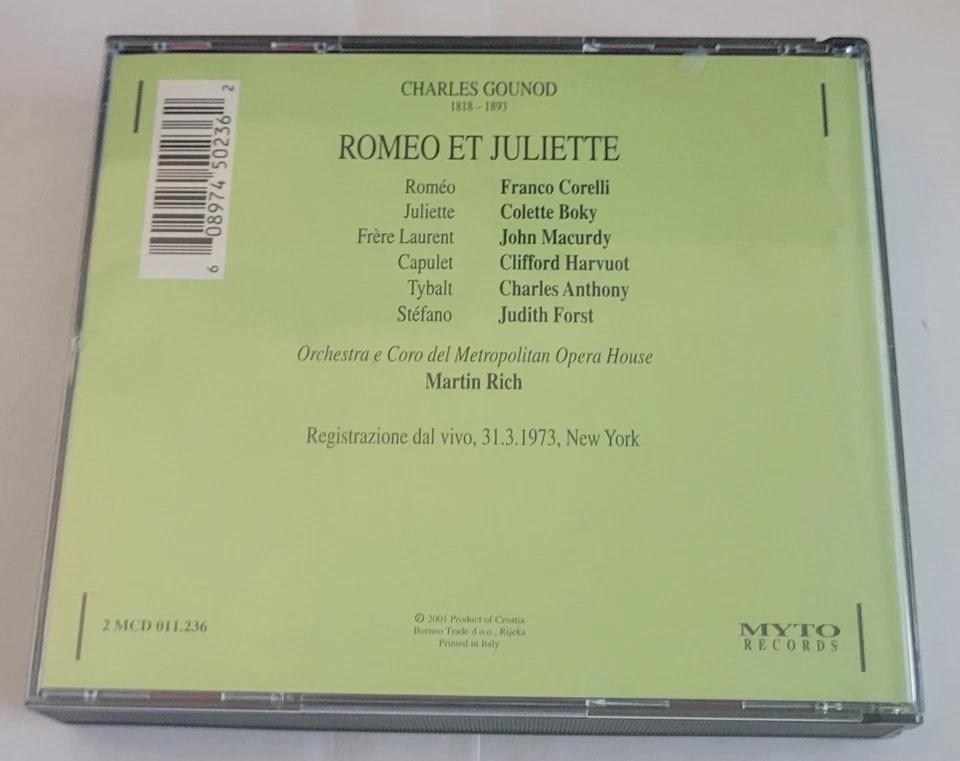 CHARLES GOUNOD
1818 - 1893
ROMEO ET JULIETTE
Roméo Franco Corelli
Juliette Colette Boky
Frère Laurent John Macurdy
Capulet Clifford Harvuot
Tybalt Charles Anthony
Stéfano Judith Forst
Orchestra e Coro del Metropolitan Opera House
Martin Rich
Registrazione dal vivo, 31.3.1973, New York
6 08974 50236 2
2 MCD 011.236
℗ 2001 Product of Croatia
Borneo Trade d.o.o., Rijeka
Printed in Italy
MYTO
RECORDS